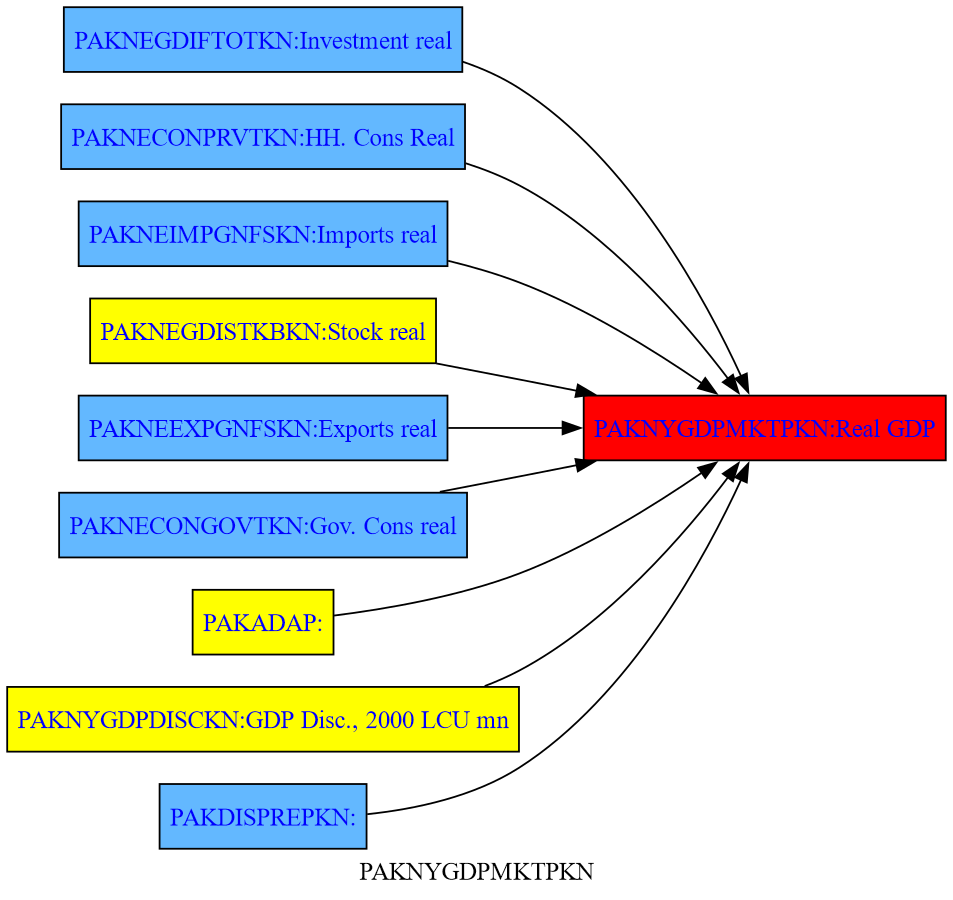 PAKNEGDIFTOTKN:Investment real
PAKNECONPRVTKN:HH. Cons Real
PAKNEIMPGNFSKN:Imports real
PAKNEGDISTKBKN:Stock real
PAKNEEXPGNFSKN:Exports real
PAKNYGDPMKTPKN:Real GDP
PAKNECONGOVTKN:Gov. Cons real
PAKADAP:
PAKNYGDPDISCKN:GDP Disc., 2000 LCU mn
PAKDISPREPKN:
PAKNYGDPMKTPKN